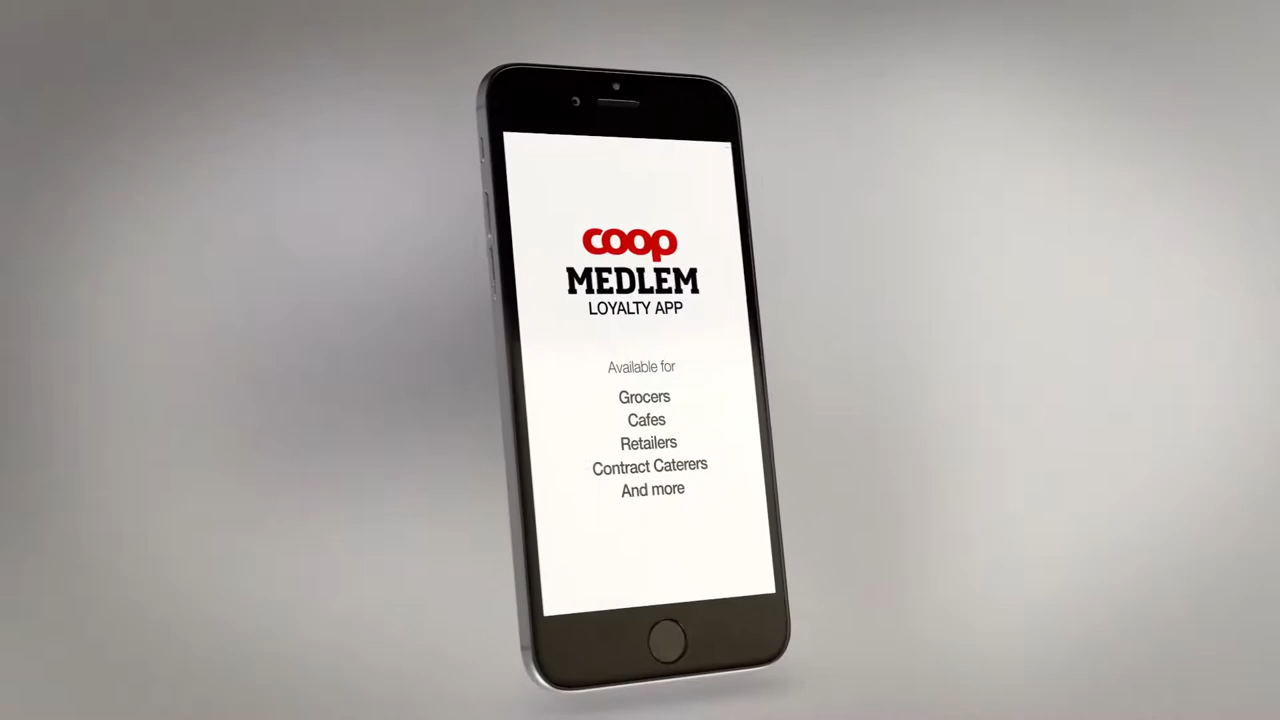 coop
MEDLEM
LOYALTY APP
Available for
Grocers
Cafes
Retailers
Contract Caterers
And more